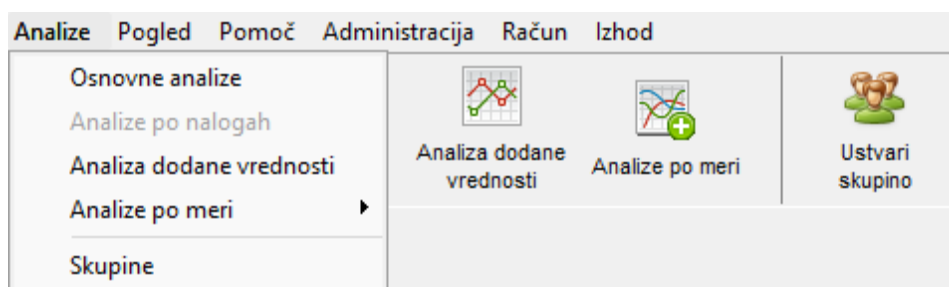 Analize Pogled Pomoč Administracija Račun Izhod
Osnovne analize
Analize po nalogah
Analiza dodane vrednosti
Analize po meri
Skupine
Analiza dodane
vrednosti
Analize po meri
Ustvari
skupino